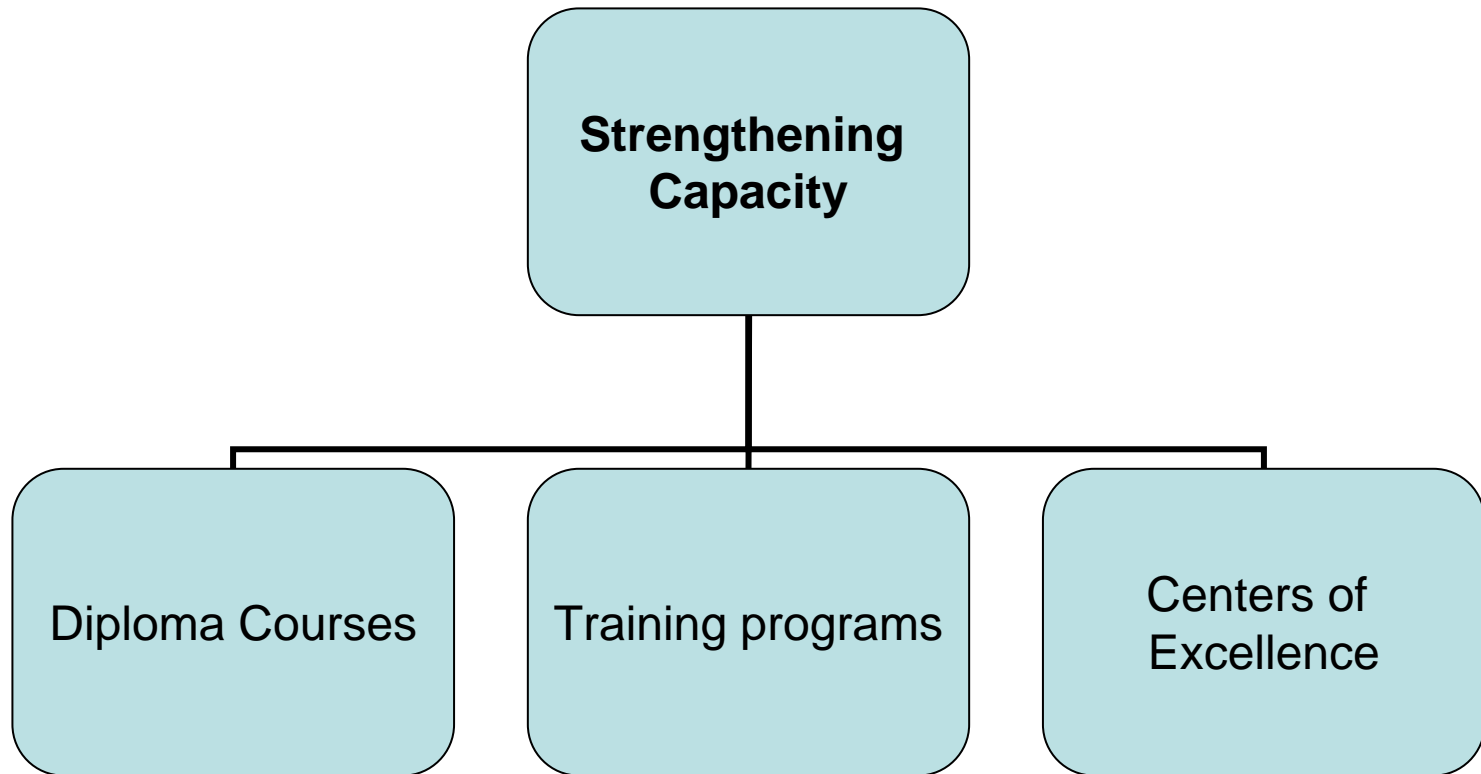 Strengthening
Capacity
Diploma Courses
Training programs
Centers of
Excellence